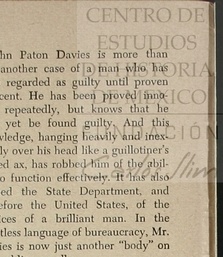 CENTRO DE
ESTUDIOS
hn Paton Davies is more than
another case of a man who has
regarded as guilty until proven
cent. He has been proved inno-
repeatedly, but knows that he
yet be found guilty. And this
wledge, hanging heavily and inex-
ly over his head like a guillotiner's
ed ax, has robbed him of the abil-
o function effectively. It has also
ed the State Department, and
efore the United States, of the
ices of a brilliant man. In the
tless language of bureaucracy, Mr.
ies is now just another "body" on